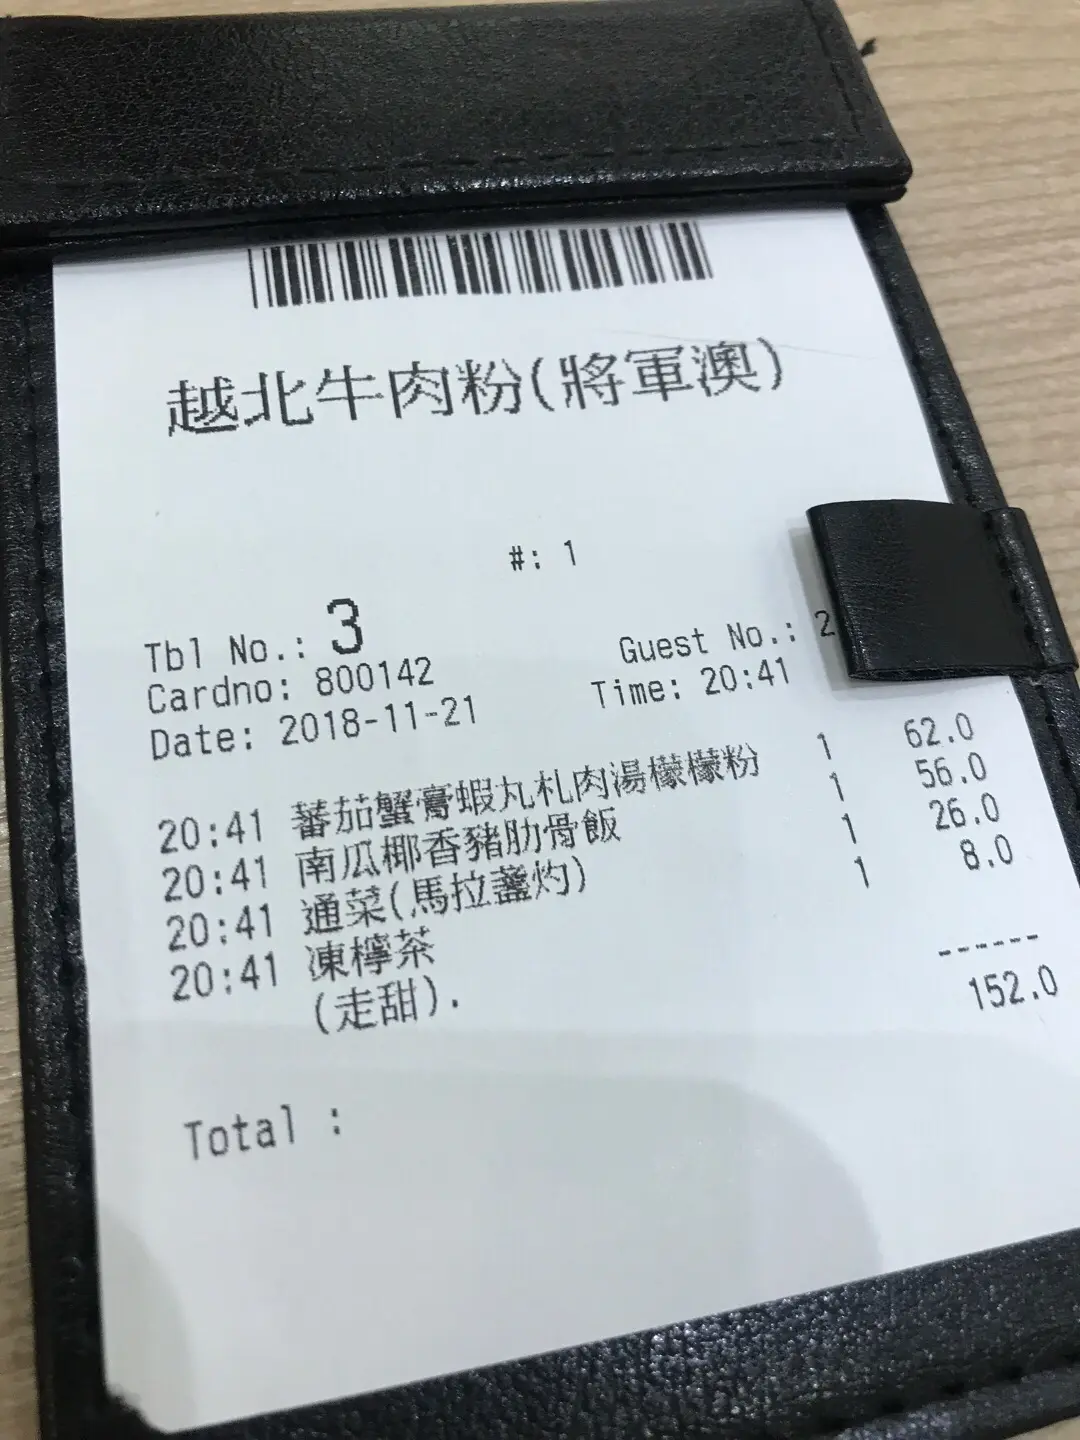 越北牛肉粉(將軍澳)
#: 1
Tbl No.: 3 Guest No.: 2
Cardno: 800142 Time: 20:41
Date: 2018-11-21
20:41 蕃茄蟹膏蝦丸札肉湯檬檬粉 1 62.0
20:41 南瓜椰香豬肋骨飯 1 56.0
20:41 通菜(馬拉盞灼) 1 26.0
20:41 凍檸茶 1 8.0
(走甜).
------
152.0
Total :